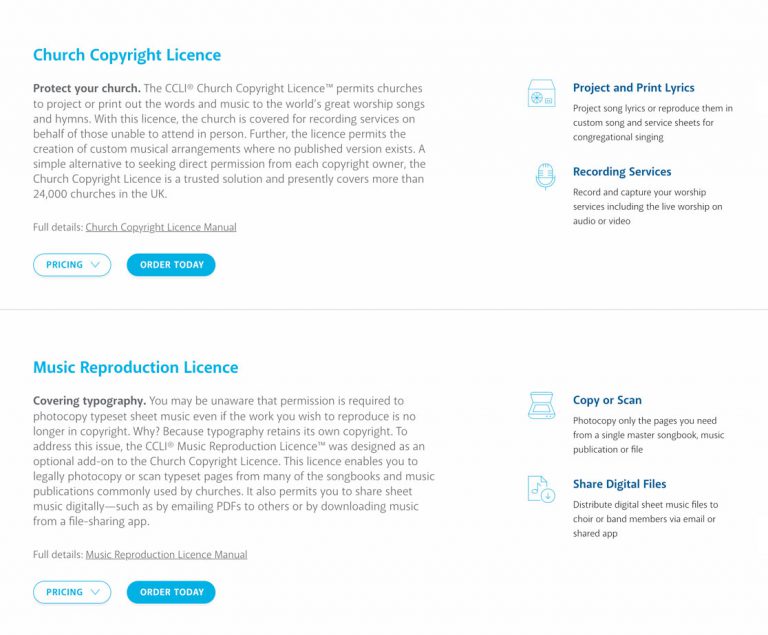 Church Copyright Licence
Protect your church. The CCLI® Church Copyright Licence™ permits churches
to project or print out the words and music to the world's great worship songs
and hymns. With this licence, the church is covered for recording services on
behalf of those unable to attend in person. Further, the licence permits the
creation of custom musical arrangements where no published version exists. A
simple alternative to seeking direct permission from each copyright owner, the
Church Copyright Licence is a trusted solution and presently covers more than
24,000 churches in the UK.
Full details: Church Copyright Licence Manual
PRICING
ORDER TODAY
Project and Print Lyrics
Project song lyrics or reproduce them in
custom song and service sheets for
congregational singing
Recording Services
Record and capture your worship
services including the live worship on
audio or video
Music Reproduction Licence
Covering typography. You may be unaware that permission is required to
photocopy typeset sheet music even if the work you wish to reproduce is no
longer in copyright. Why? Because typography retains its own copyright. To
address this issue, the CCLI® Music Reproduction Licence™ was designed as an
optional add-on to the Church Copyright Licence. This licence enables you to
legally photocopy or scan typeset pages from many of the songbooks and music
publications commonly used by churches. It also permits you to share sheet
music digitally—such as by emailing PDFs to others or by downloading music
from a file-sharing app.
Full details: Music Reproduction Licence Manual
PRICING
ORDER TODAY
Copy or Scan
Photocopy only the pages you need
from a single master songbook, music
publication or file
Share Digital Files
Distribute digital sheet music files to
choir or band members via email or
shared app